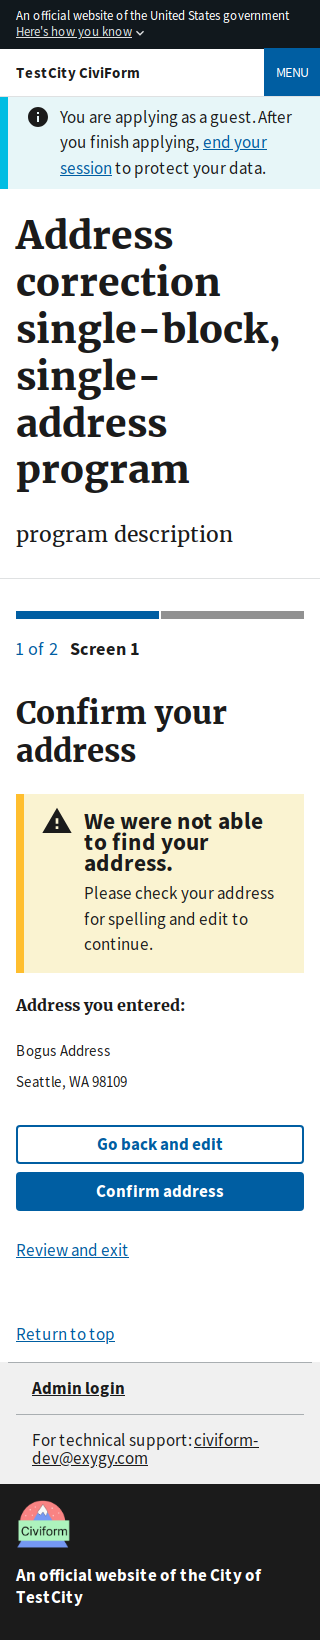 An official website of the United States government
Here's how you know
TestCity CiviForm
MENU
You are applying as a guest. After
you finish applying, end your
session to protect your data.
Address
correction
single-block,
single-
address
program
program description
1 of 2 Screen 1
Confirm your
address
We were not able
to find your
address.
Please check your address
for spelling and edit to
continue.
Address you entered:
Bogus Address
Seattle, WA 98109
Go back and edit
Confirm address
Review and exit
Return to top
Admin login
For technical support: civiform-
dev@exygy.com
Civiform
An official website of the City of
TestCity